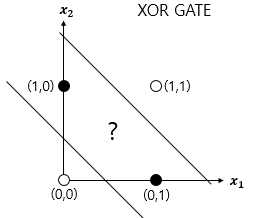 x₂ XOR GATE
(1,0) (1,1)
?
(0,0) (0,1) x₁